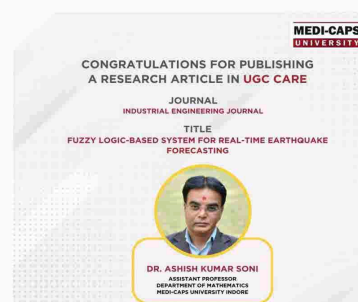 MEDI-CAPS
UNIVERSITY
CONGRATULATIONS FOR PUBLISHING
A RESEARCH ARTICLE IN UGC CARE
JOURNAL
INDUSTRIAL ENGINEERING JOURNAL
TITLE
FUZZY LOGIC-BASED SYSTEM FOR REAL-TIME EARTHQUAKE
FORECASTING
DR. ASHISH KUMAR SONI
ASSISTANT PROFESSOR
DEPARTMENT OF MATHEMATICS
MEDI-CAPS UNIVERSITY INDORE